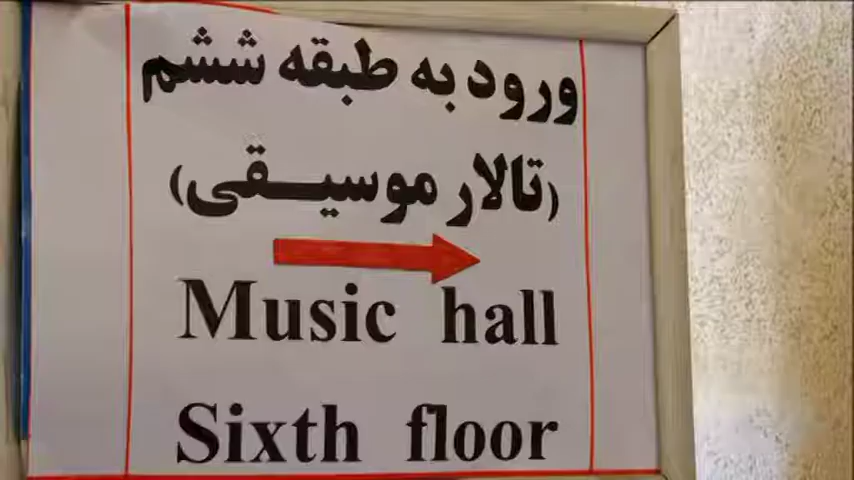 ورود به طبقه ششم
(تالار موسیقی)
Music hall
Sixth floor